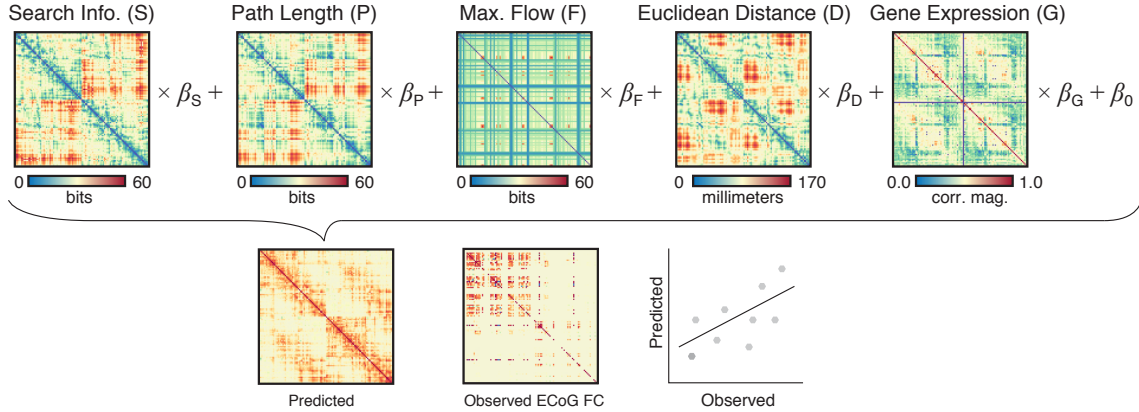 Search Info. (S) Path Length (P) Max. Flow (F) Euclidean Distance (D) Gene Expression (G)
× βS + × βP + × βF + × βD + × βG + β0
0 60 0 60 0 60 0 170 0.0 1.0
bits bits bits millimeters corr. mag.
Predicted
Predicted Observed ECoG FC Observed